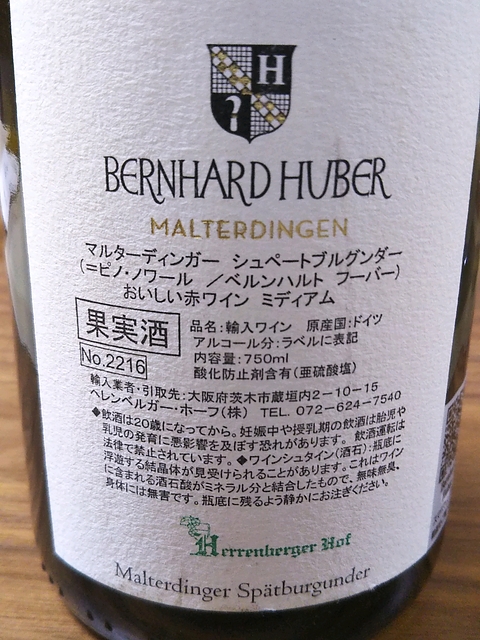 H
BERNHARD HUBER
MALTERDINGEN
マルターディンガー シュペートブルグンダー
(=ピノ・ノワール /ベルンハルト フーバー)
おいしい赤ワイン ミディアム
果実酒
No.2216
品名:輸入ワイン 原産国:ドイツ
アルコール分:ラベルに表記
内容量:750ml
酸化防止剤含有(亜硫酸塩)
輸入業者・引取先:大阪府茨木市蔵垣内2-10-15
ヘレンベルガー・ホーフ(株) TEL. 072-624-7540
◆飲酒は20歳になってから。妊娠中や授乳期の飲酒は胎児や
乳児の発育に悪影響を及ぼす恐れがあります。 飲酒運転は
法律で禁止されています。◆ワインシュタイン(酒石):瓶底に
浮遊する結晶体が見受けられることがあります。これはワイン
に含まれる酒石酸がミネラル分と結合したもので、無味無臭、
身体には無害です。瓶底に残るよう静かにお注ぎください。
Herrenberger Hof
Malterdinger Spätburgunder